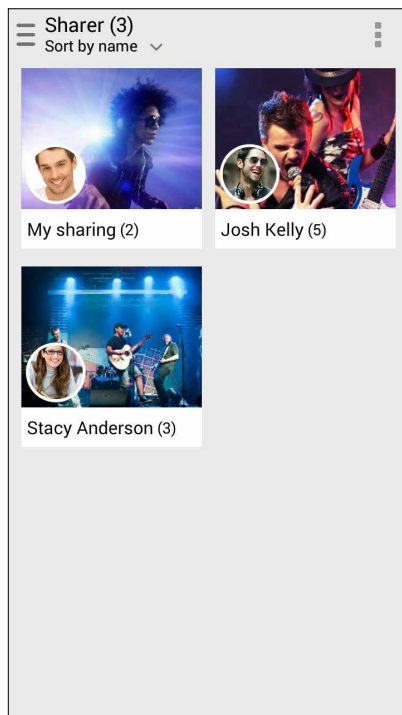 Sharer (3)
Sort by name
My sharing (2)
Josh Kelly (5)
Stacy Anderson (3)